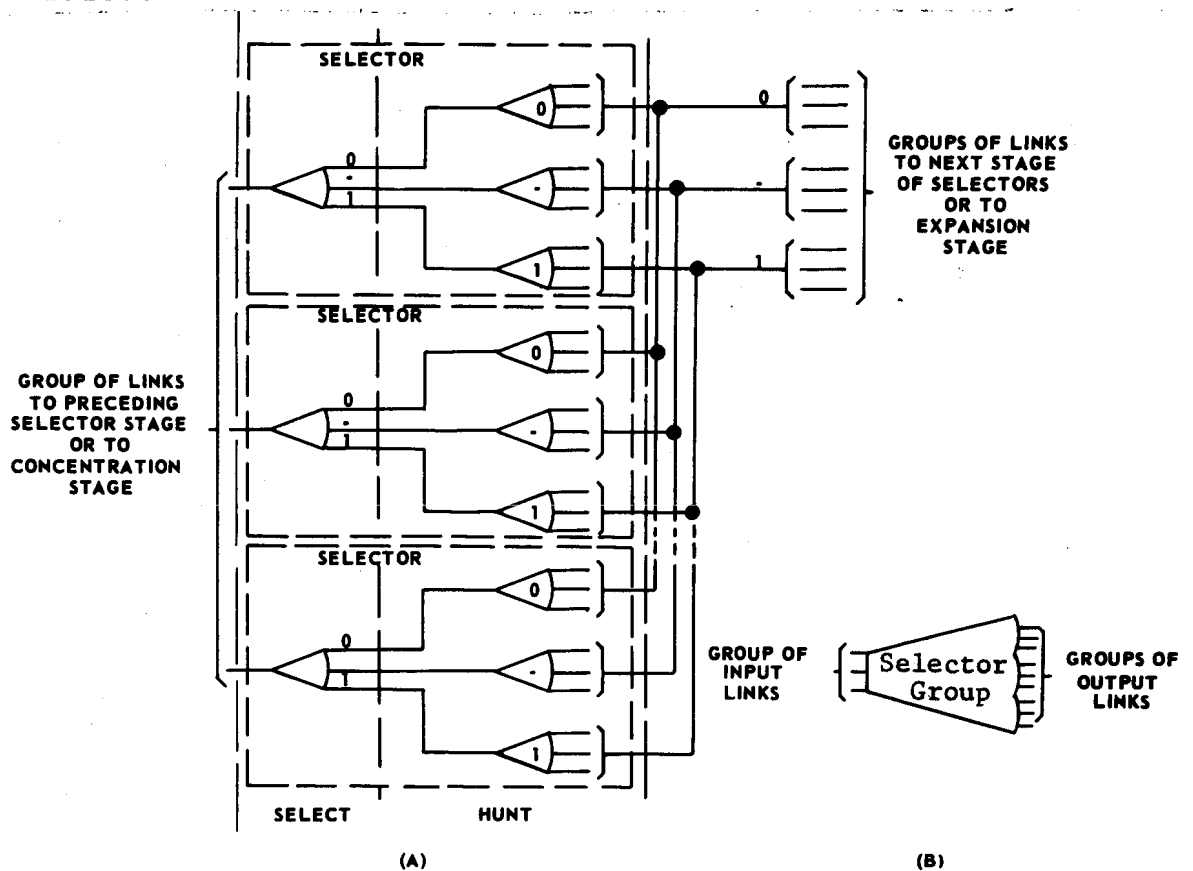 SELECTOR
0
0
0
-
1
-
-
1
1
GROUPS OF LINKS
TO NEXT STAGE
OF SELECTORS
OR TO
EXPANSION
STAGE
SELECTOR
0
0
-
1
-
1
GROUP OF LINKS
TO PRECEDING
SELECTOR STAGE
OR TO
CONCENTRATION
STAGE
SELECTOR
0
0
-
1
-
1
GROUP OF
INPUT
LINKS
Selector
Group
GROUPS OF
OUTPUT
LINKS
SELECT
HUNT
(A)
(B)